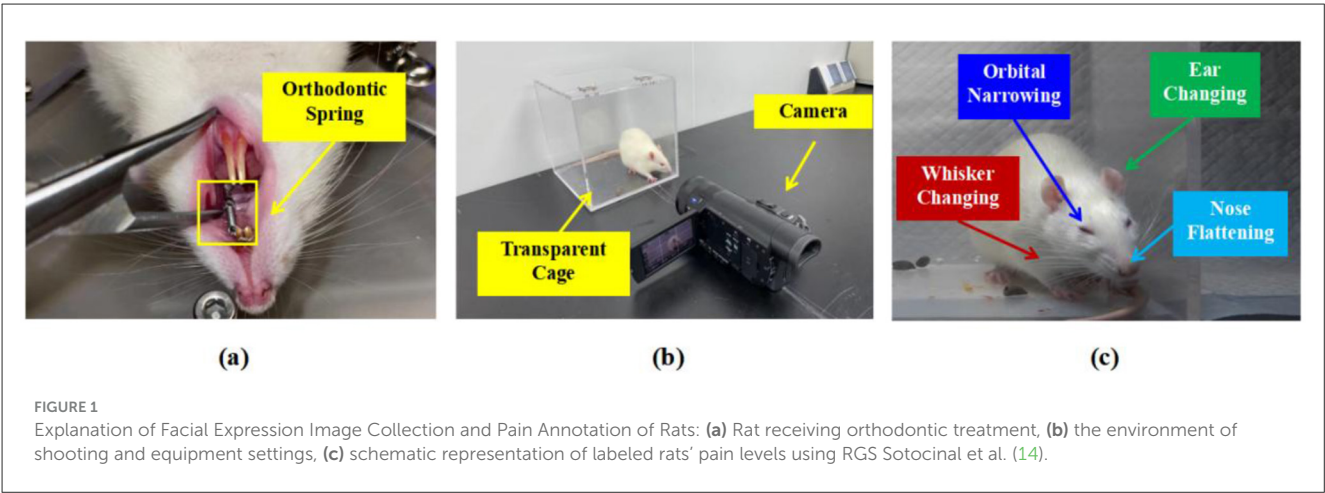 Orthodontic
Spring
(a)
Camera
Transparent
Cage
(b)
Orbital
Narrowing
Ear
Changing
Whisker
Changing
Nose
Flattening
(c)
FIGURE 1
Explanation of Facial Expression Image Collection and Pain Annotation of Rats: (a) Rat receiving orthodontic treatment, (b) the environment of
shooting and equipment settings, (c) schematic representation of labeled rats' pain levels using RGS Sotocinal et al. (14).